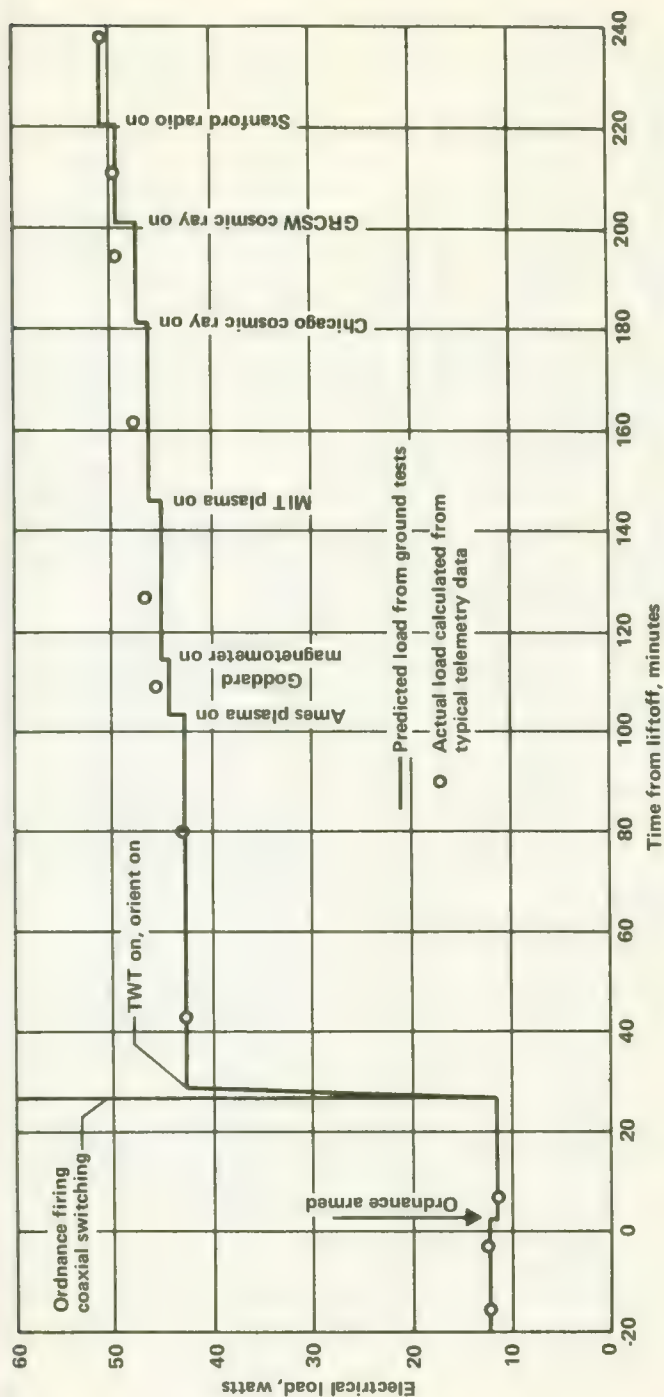 Electrical load, watts
60
50
40
30
20
10
0
Ordnance firing
coaxial switching
TWT on, orient on
Ordnance armed
Ames plasma on
Goddard
magnetometer on
MIT plasma on
Chicago cosmic ray on
GRCSW cosmic ray on
Stanford radio on
Predicted load from ground tests
Actual load calculated from
typical telemetry data
-20
0
20
40
60
80
100
120
140
160
180
200
220
240
Time from liftoff, minutes